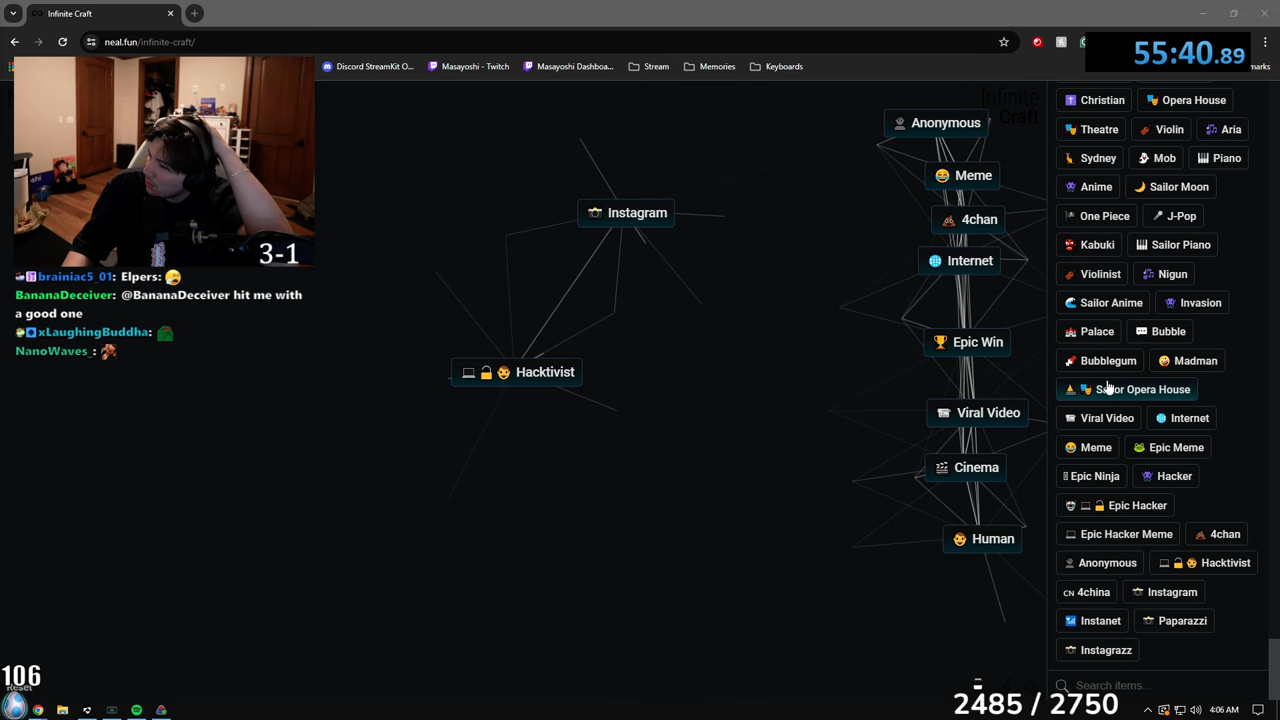 Infinite Craft
neal.fun/infinite-craft/
55:40.89
Discord StreamKit O...
Masayoshi - Twitch
Masayoshi Dashboa...
Stream
Memories
Keyboards
marks
3-1
brainiac5_01: Elpers:
BananaDeceiver: @BananaDeceiver hit me with
a good one
xLaughingBuddha:
NanoWaves_:
Instagram
Hacktivist
Infinite
Craft
Anonymous
Meme
4chan
Internet
Epic Win
Viral Video
Cinema
Human
Christian Opera House
Theatre Violin Aria
Sydney Mob Piano
Anime Sailor Moon
One Piece J-Pop
Kabuki Sailor Piano
Violinist Nigun
Sailor Anime Invasion
Palace Bubble
Bubblegum Madman
Sailor Opera House
Viral Video Internet
Meme Epic Meme
Epic Ninja Hacker
Epic Hacker
Epic Hacker Meme 4chan
Anonymous Hacktivist
CN 4china Instagram
Instanet Paparazzi
Instagrazz
Search items...
106
Reset
2485 / 2750
4:06 AM